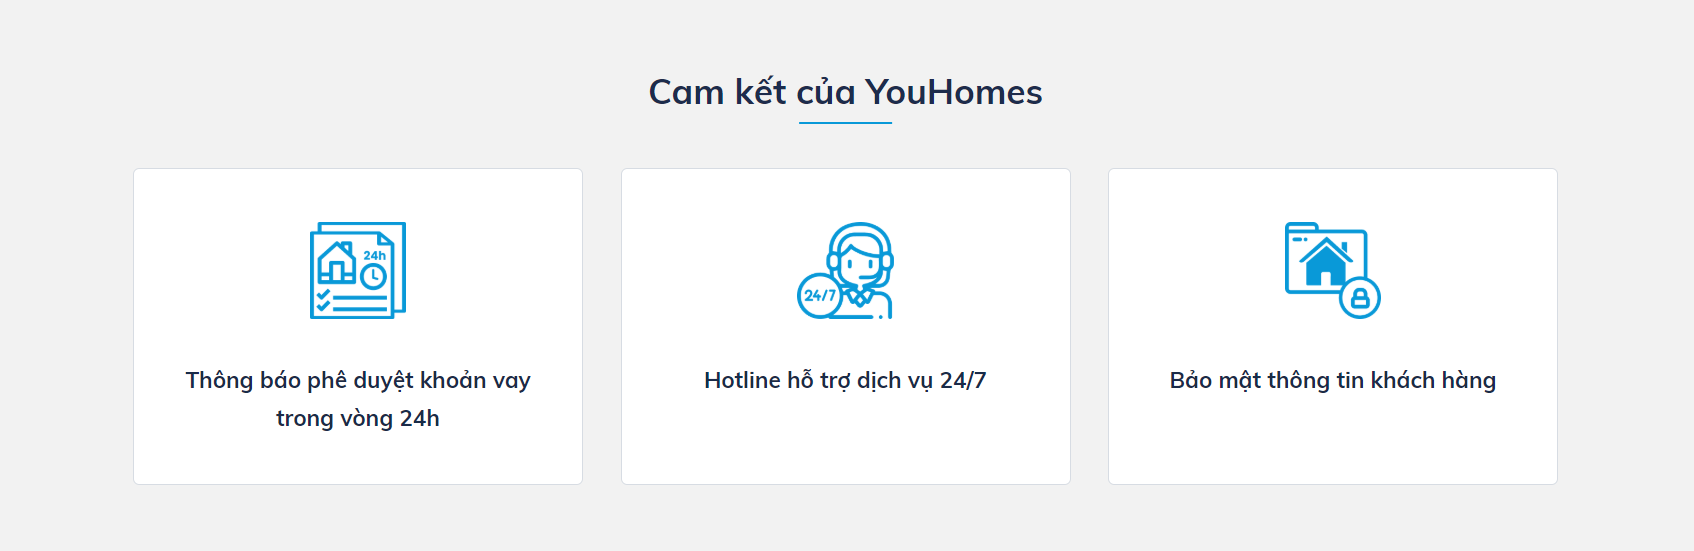 Cam kết của YouHomes
24h
Thông báo phê duyệt khoản vay
trong vòng 24h
24/7
Hotline hỗ trợ dịch vụ 24/7
Bảo mật thông tin khách hàng